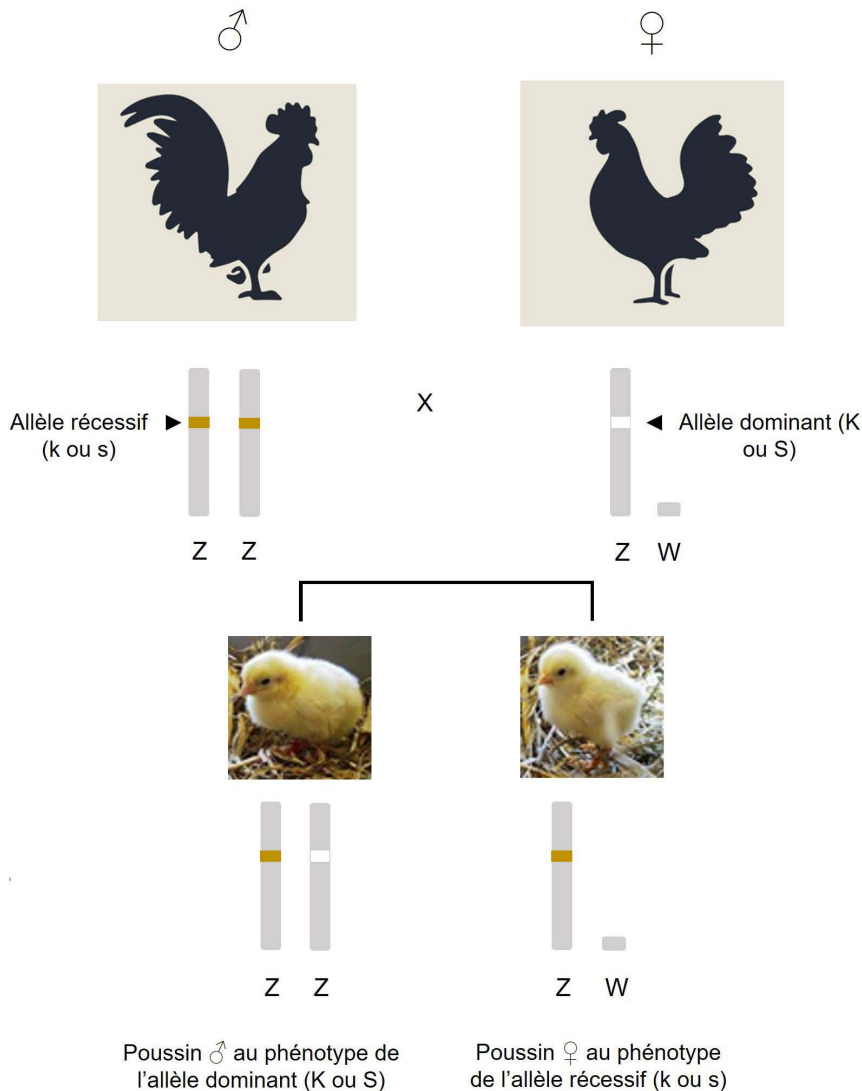 ♂ ♀
Allèle récessif
(k ou s)
X
Allèle dominant (K
ou S)
Z Z
Z W
Z Z
Z W
Poussin ♂ au phénotype de
l’allèle dominant (K ou S)
Poussin ♀ au phénotype
de l’allèle récessif (k ou s)